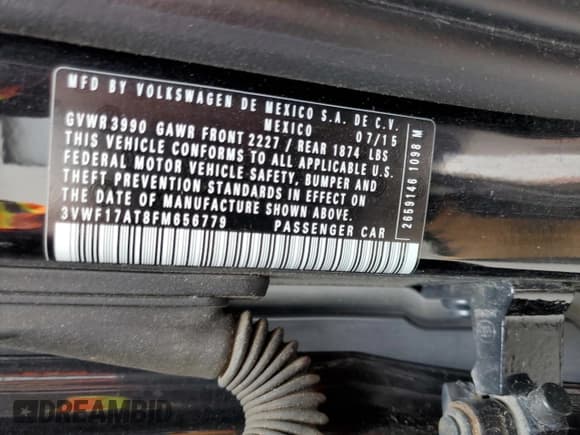 MFD BY VOLKSWAGEN DE MEXICO S.A. DE C.V.
MEXICO 07/15
GVWR 3990 GAWR FRONT 2227 / REAR 1874 LBS
THIS VEHICLE CONFORMS TO ALL APPLICABLE U.S.
FEDERAL MOTOR VEHICLE SAFETY, BUMPER AND
THEFT PREVENTION STANDARDS IN EFFECT ON
THE DATE OF MANUFACTURE SHOWN ABOVE.
3VWF17AT8FM656779 PASSENGER CAR
2659146 1098 M
DREAMBID